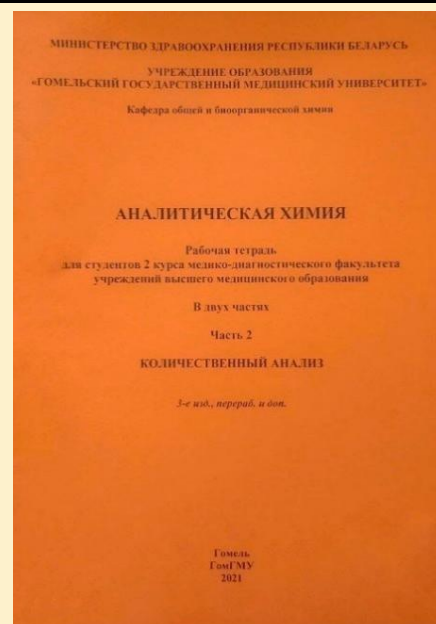 МИНИСТЕРСТВО ЗДРАВООХРАНЕНИЯ РЕСПУБЛИКИ БЕЛАРУСЬ
УЧРЕЖДЕНИЕ ОБРАЗОВАНИЯ
«ГОМЕЛЬСКИЙ ГОСУДАРСТВЕННЫЙ МЕДИЦИНСКИЙ УНИВЕРСИТЕТ»
Кафедра общей и биоорганической химии
АНАЛИТИЧЕСКАЯ ХИМИЯ
Рабочая тетрадь
для студентов 2 курса медико-диагностического факультета
учреждений высшего медицинского образования
В двух частях
Часть 2
КОЛИЧЕСТВЕННЫЙ АНАЛИЗ
3-е изд., перераб. и доп.
Гомель
ГомГМУ
2021